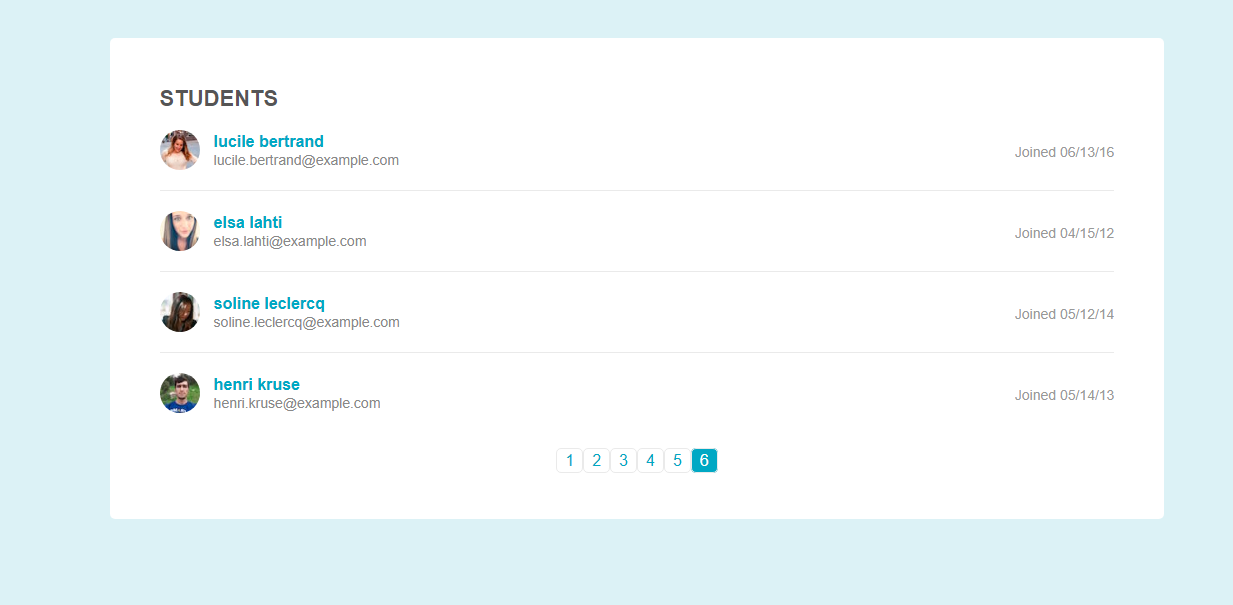 STUDENTS
lucile bertrand
lucile.bertrand@example.com
Joined 06/13/16
elsa lahti
elsa.lahti@example.com
Joined 04/15/12
soline leclercq
soline.leclercq@example.com
Joined 05/12/14
henri kruse
henri.kruse@example.com
Joined 05/14/13
1 2 3 4 5 6